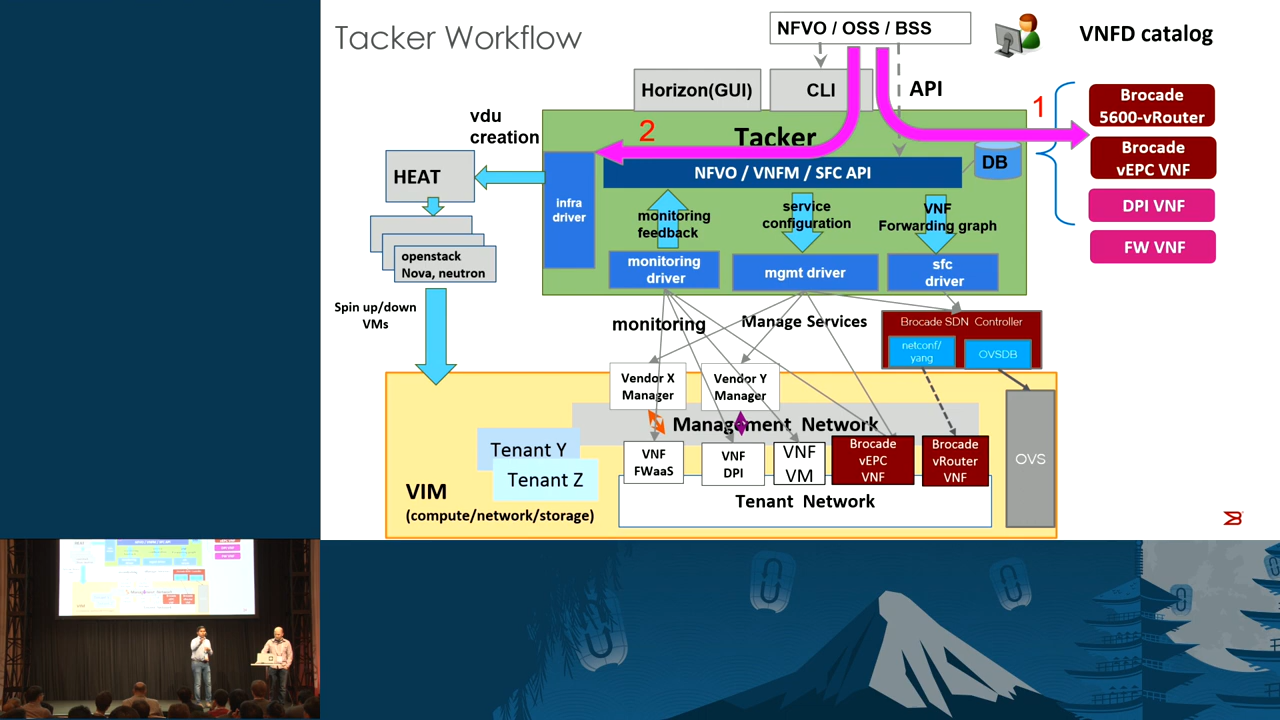 Tacker Workflow
NFVO / OSS / BSS
VNFD catalog
Horizon(GUI)
CLI
API
1
Brocade
5600-vRouter
Brocade
vEPC VNF
DPI VNF
FW VNF
vdu
creation
2
Tacker
DB
HEAT
NFVO / VNFM / SFC API
infra
driver
monitoring
feedback
service
configuration
VNF
Forwarding graph
openstack
Nova, neutron
monitoring
driver
mgmt driver
sfc
driver
Spin up/down
VMs
monitoring
Manage Services
Brocade SDN Controller
netconf/
yang
OVSDB
Vendor X
Manager
Vendor Y
Manager
Management Network
Tenant Y
Tenant Z
VNF
FWaaS
VNF
DPI
VNF
VM
Brocade
vEPC
VNF
Brocade
vRouter
VNF
OVS
VIM
(compute/network/storage)
Tenant Network